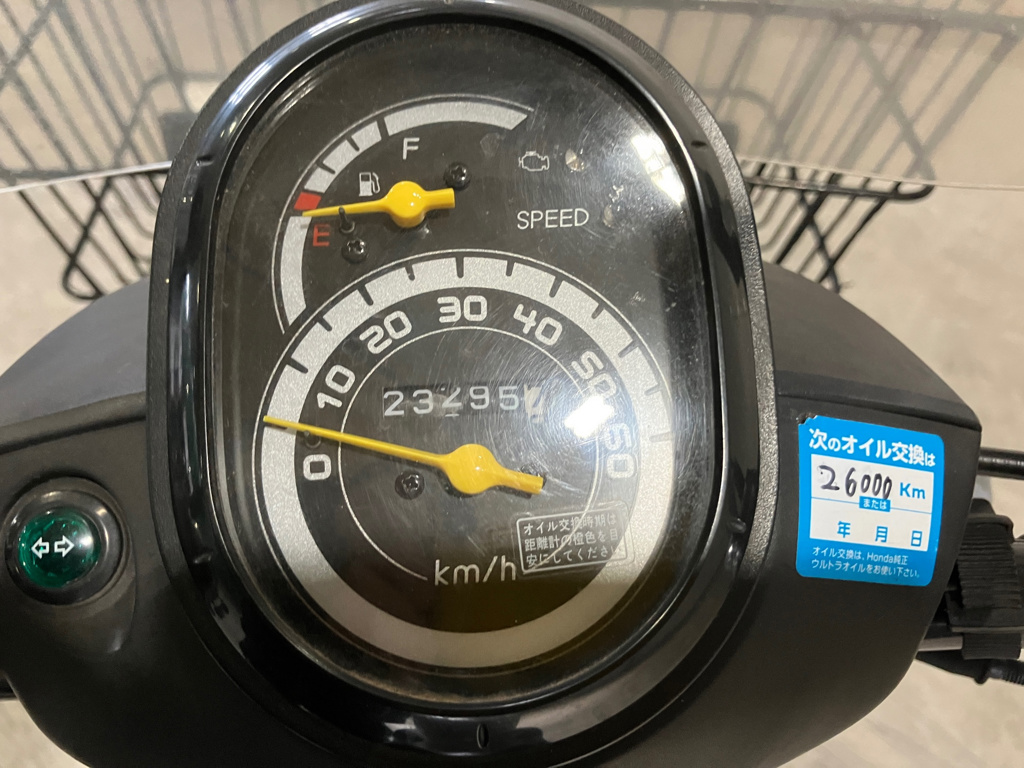 F
E
SPEED
0
10
20
30
40
50
50
23295
km/h
オイル交換時期は
距離計の橙色を目
安にしてください
次のオイル交換は
26000 Km
または
年 月 日
オイル交換は、Honda純正
ウルトラオイルをお使い下さい。